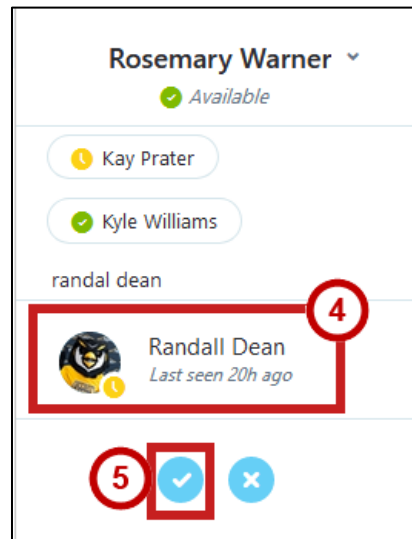 Rosemary Warner
Available
Kay Prater
Kyle Williams
randal dean
4
Randall Dean
Last seen 20h ago
5